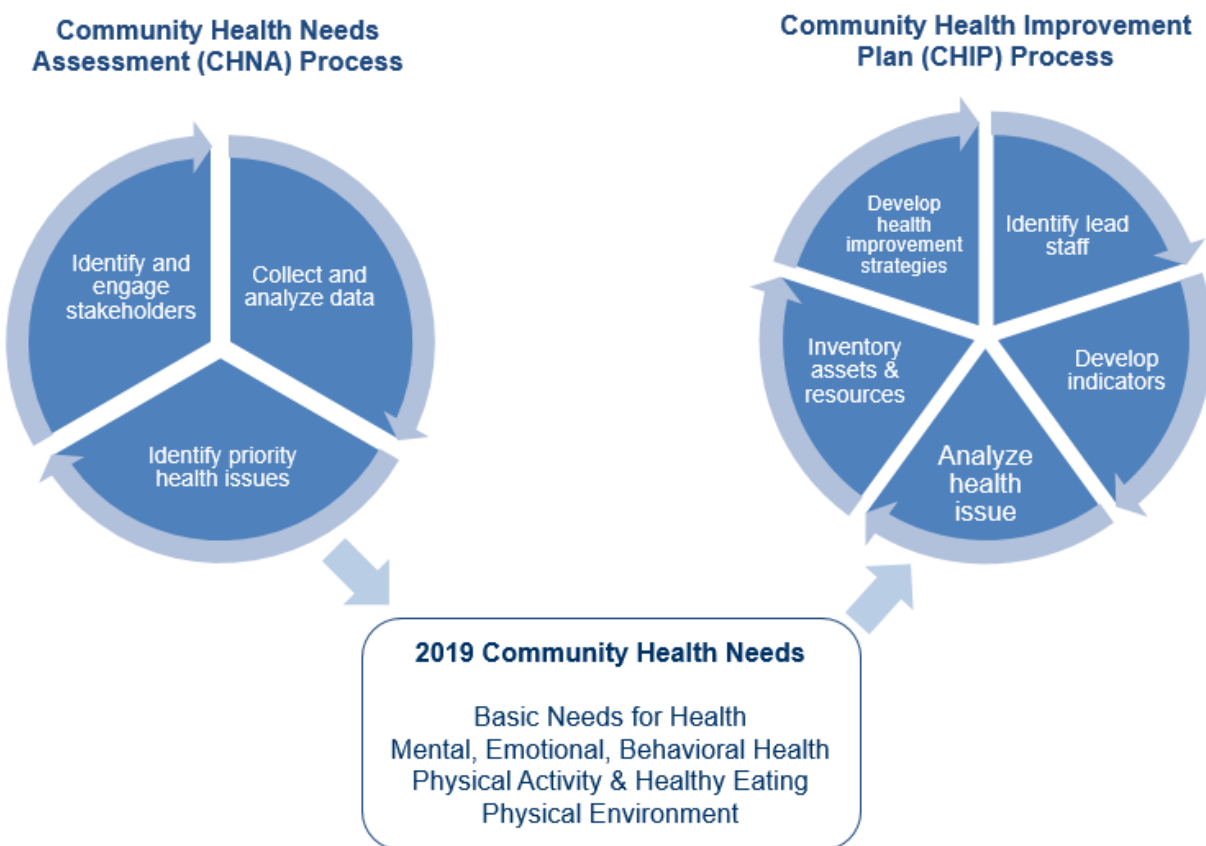 Community Health Needs
Assessment (CHNA) Process
Identify and
engage
stakeholders
Collect and
analyze data
Identify priority
health issues
Community Health Improvement
Plan (CHIP) Process
Develop
health
improvement
strategies
Identify lead
staff
Inventory
assets &
resources
Develop
indicators
Analyze
health
issue
2019 Community Health Needs
Basic Needs for Health
Mental, Emotional, Behavioral Health
Physical Activity & Healthy Eating
Physical Environment